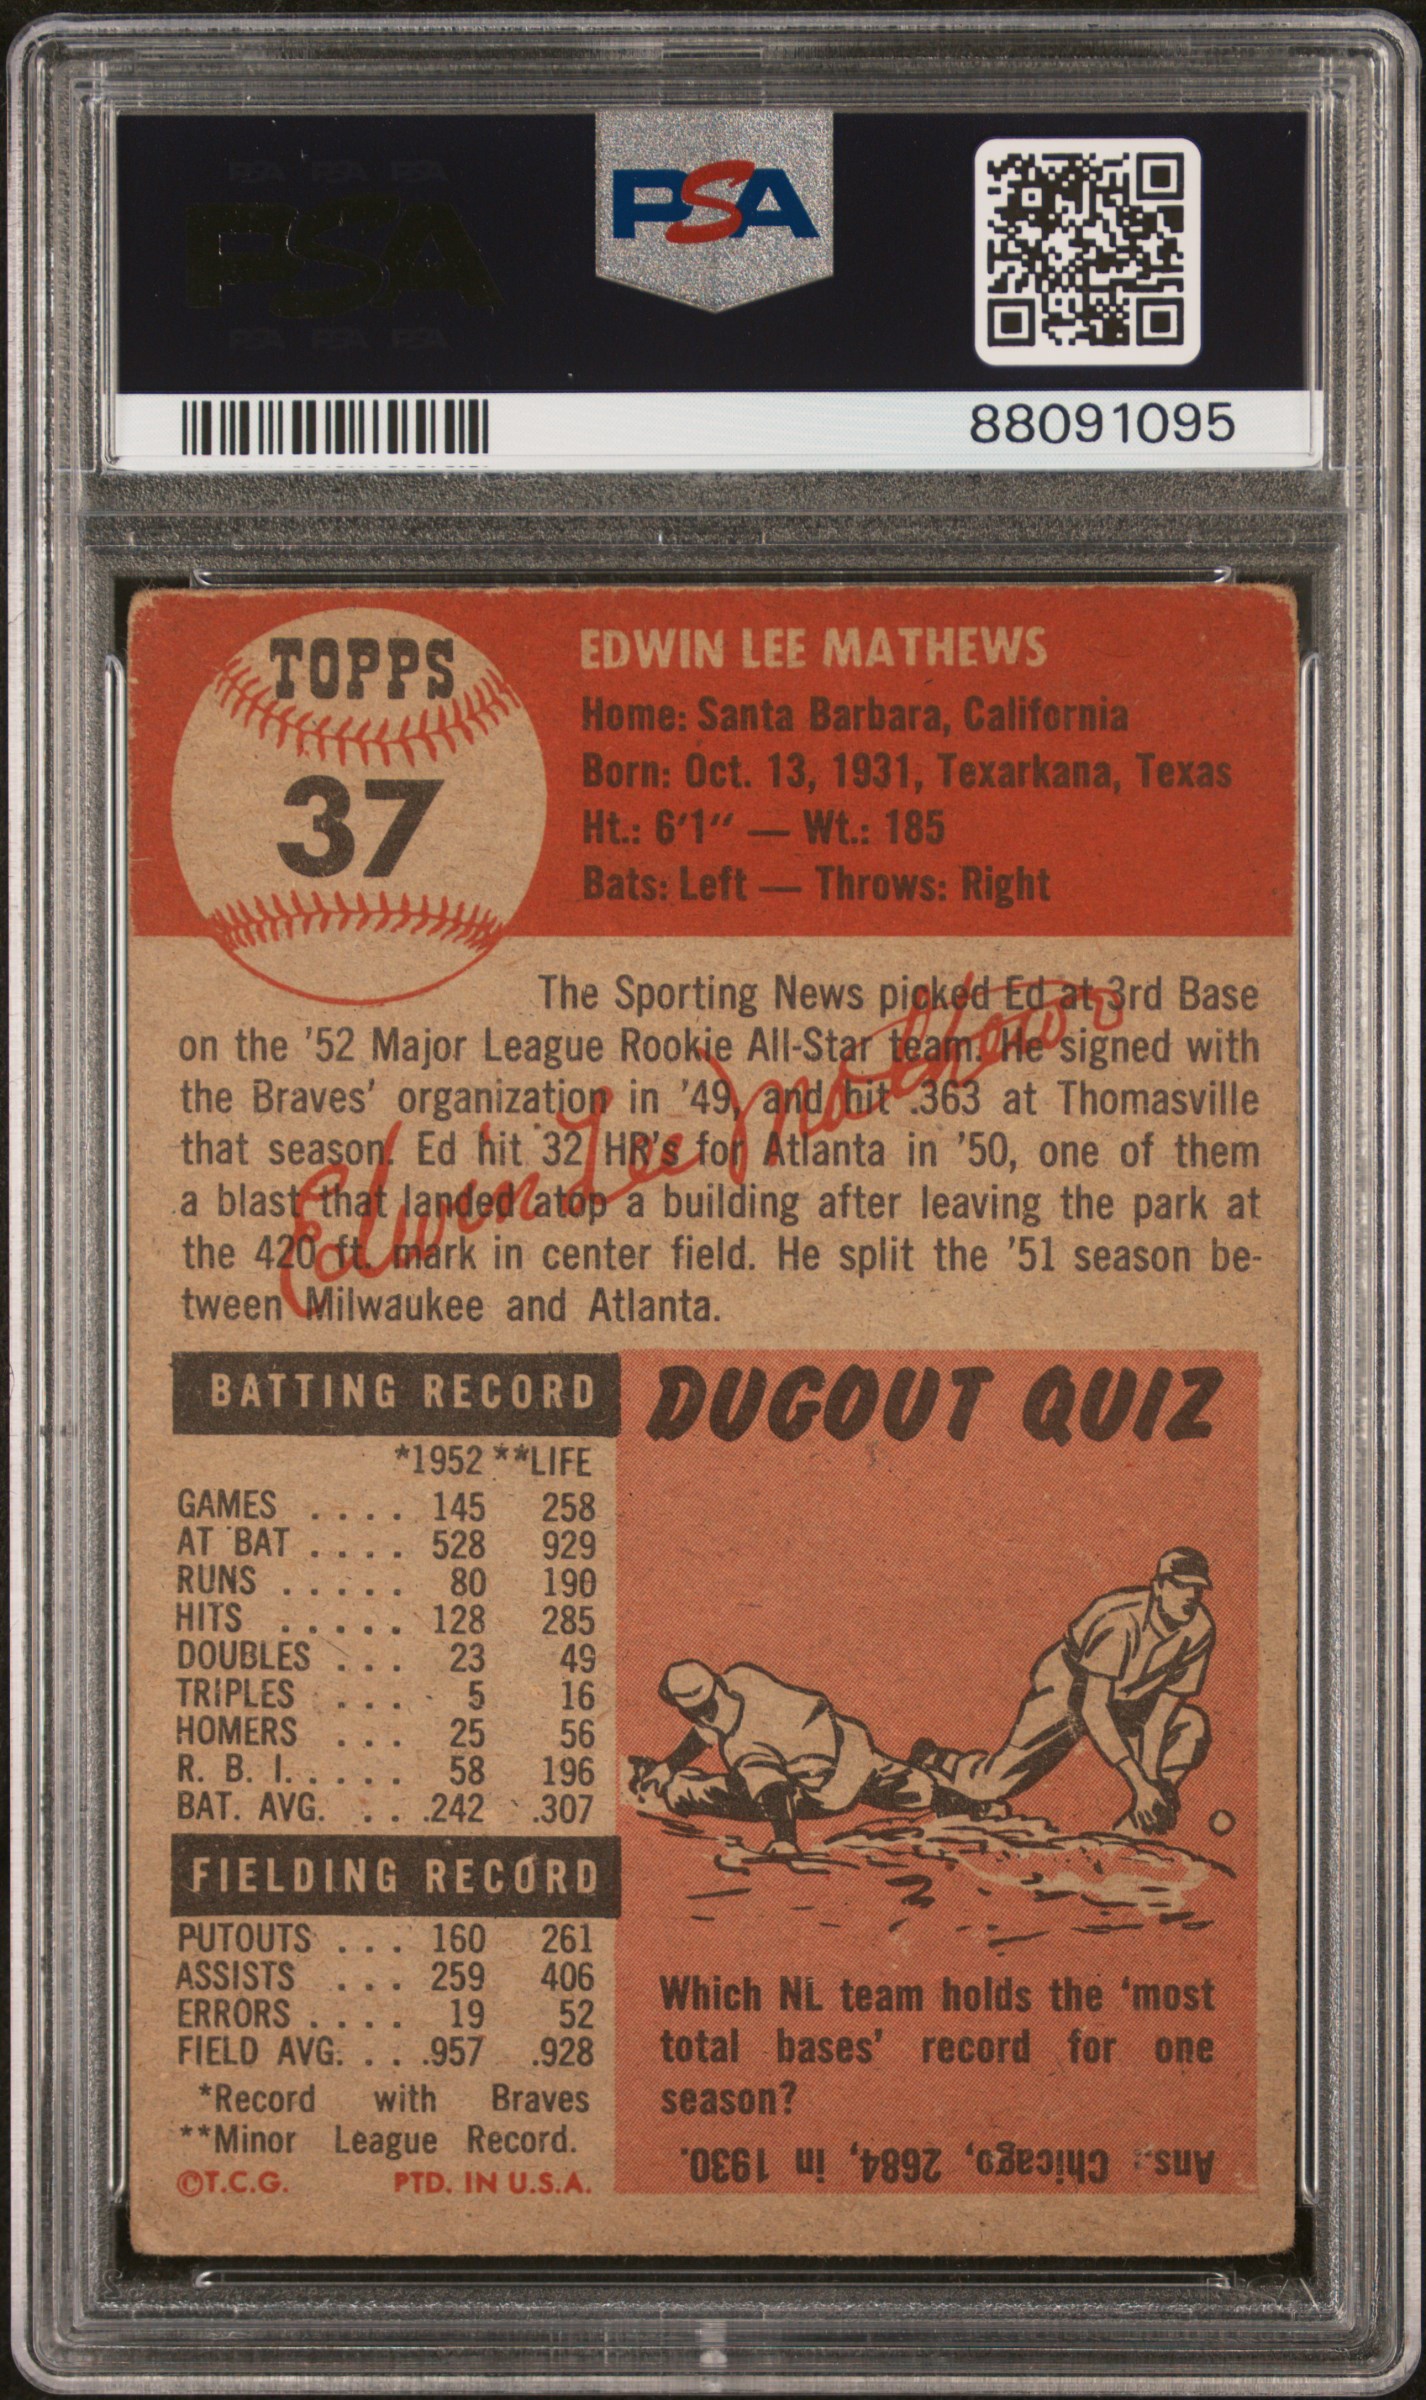 PSA PSA PSA
PSA
PSA PSA PSA
PSA
88091095
TOPPS
37
EDWIN LEE MATHEWS
Home: Santa Barbara, California
Born: Oct. 13, 1931, Texarkana, Texas
Ht.: 6'1" — Wt.: 185
Bats: Left — Throws: Right
The Sporting News picked Ed at 3rd Base
on the '52 Major League Rookie All-Star team. He signed with
the Braves' organization in '49, and hit .363 at Thomasville
that season. Ed hit 32 HR's for Atlanta in '50, one of them
a blast that landed atop a building after leaving the park at
the 420 ft. mark in center field. He split the '51 season be-
tween Milwaukee and Atlanta.
Edwin Lee Mathews
BATTING RECORD
*1952 **LIFE
GAMES .... 145 258
AT BAT .... 528 929
RUNS ..... 80 190
HITS ..... 128 285
DOUBLES ... 23 49
TRIPLES ... 5 16
HOMERS ... 25 56
R. B. I. .... 58 196
BAT. AVG. ... .242 .307
FIELDING RECORD
PUTOUTS ... 160 261
ASSISTS ... 259 406
ERRORS .... 19 52
FIELD AVG. ... .957 .928
*Record with Braves
**Minor League Record.
©T.C.G. PTD. IN U.S.A.
DUGOUT QUIZ
Which NL team holds the 'most
total bases' record for one
season?
Ans.: Chicago, 2684, in 1930.